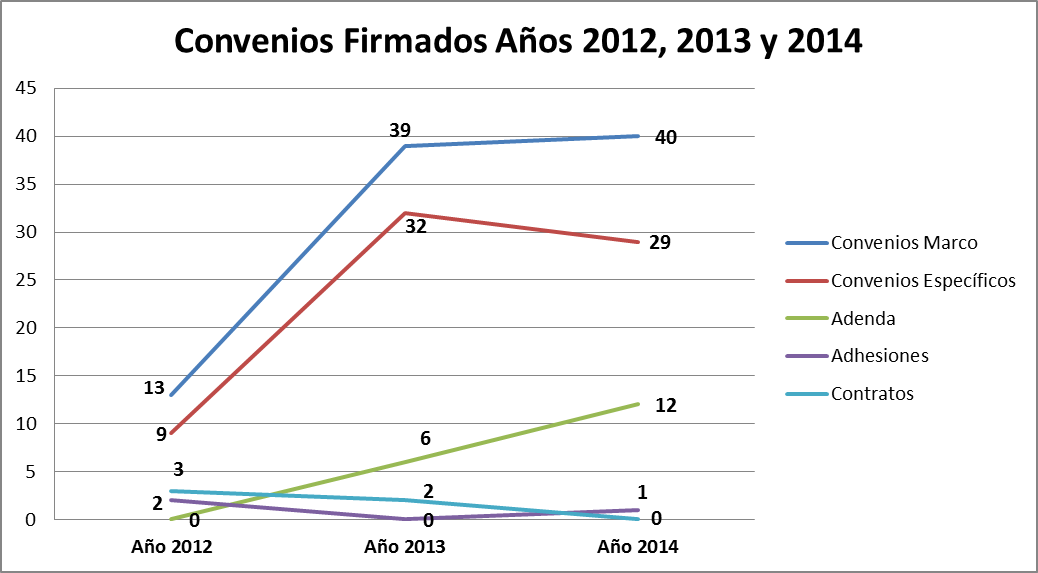 Convenios Firmados Años 2012, 2013 y 2014
45
40
35
30
25
20
15
10
5
0
39
40
32
29
13
9
12
6
3
2
2
1
0
0
0
Año 2012
Año 2013
Año 2014
Convenios Marco
Convenios Específicos
Adenda
Adhesiones
Contratos